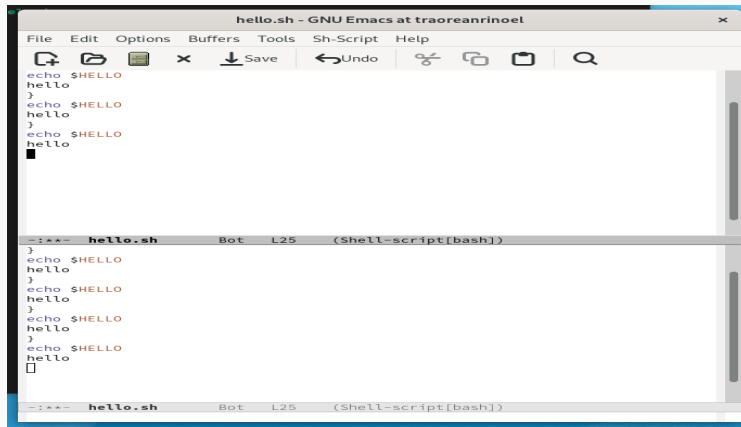 hello.sh - GNU Emacs at traoreanrinoel
File Edit Options Buffers Tools Sh-Script Help
Save Undo
echo $HELLO
hello
}
echo $HELLO
hello
}
echo $HELLO
hello
-:**- hello.sh Bot L25 (Shell-script[bash])
}
echo $HELLO
hello
}
echo $HELLO
hello
}
echo $HELLO
hello
}
echo $HELLO
hello
-:**- hello.sh Bot L25 (Shell-script[bash])